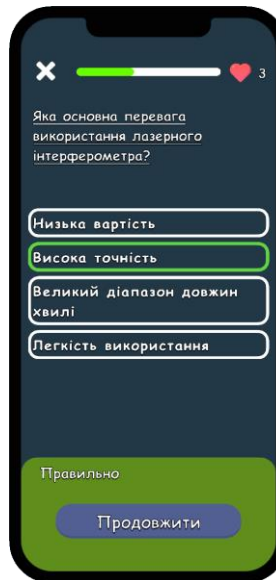 3
Яка основна перевага
використання лазерного
інтерферометра?
Низька вартість
Висока точність
Великий діапазон довжин
хвилі
Легкість використання
Правильно
Продовжити